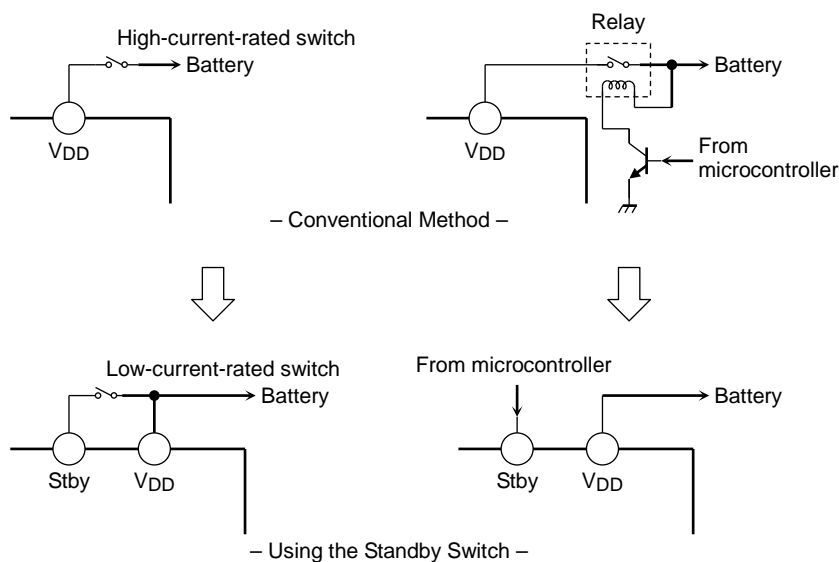 High-current-rated switch
Battery
VDD
Relay
Battery
VDD
From
microcontroller
– Conventional Method –
Low-current-rated switch
Battery
Stby
VDD
From microcontroller
Battery
Stby
VDD
– Using the Standby Switch –